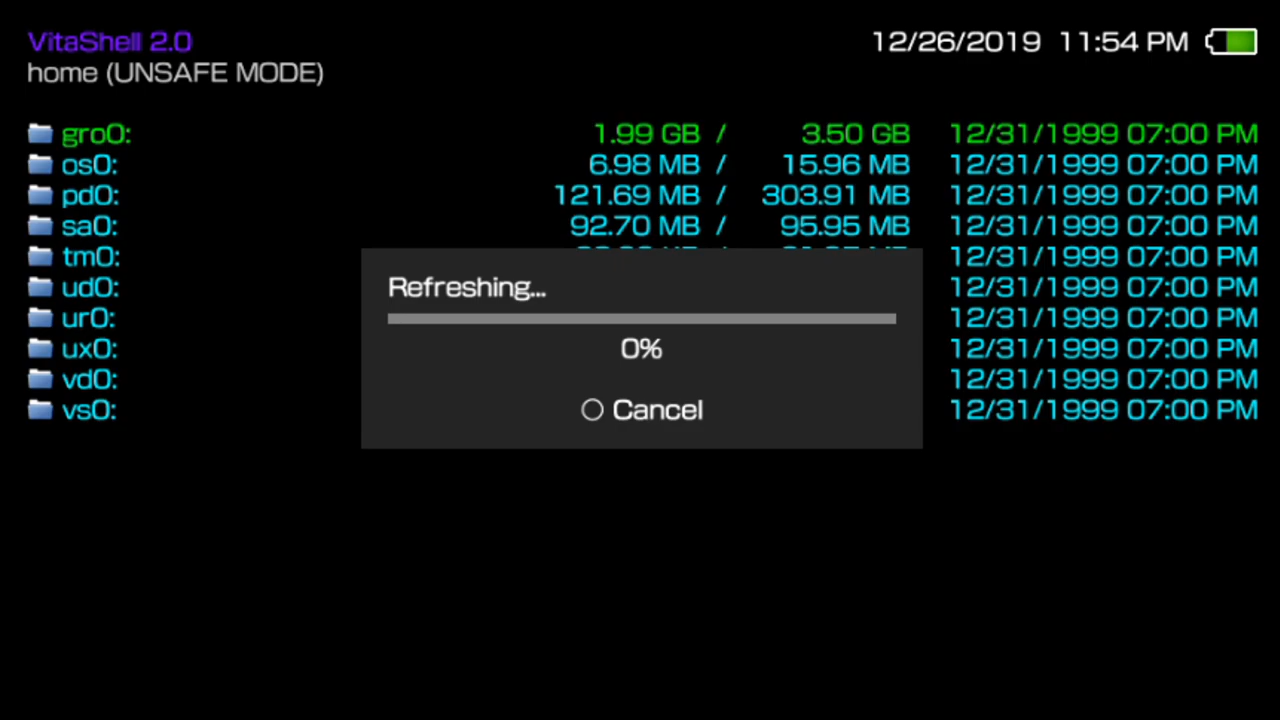 VitaShell 2.0 12/26/2019 11:54 PM
home (UNSAFE MODE)
gro0: 1.99 GB / 3.50 GB 12/31/1999 07:00 PM
os0: 6.98 MB / 15.96 MB 12/31/1999 07:00 PM
pd0: 121.69 MB / 303.91 MB 12/31/1999 07:00 PM
sa0: 92.70 MB / 95.95 MB 12/31/1999 07:00 PM
tm0: 12/31/1999 07:00 PM
ud0: 12/31/1999 07:00 PM
ur0: 12/31/1999 07:00 PM
ux0: 12/31/1999 07:00 PM
vd0: 12/31/1999 07:00 PM
vs0: 12/31/1999 07:00 PM
Refreshing...
0%
○ Cancel